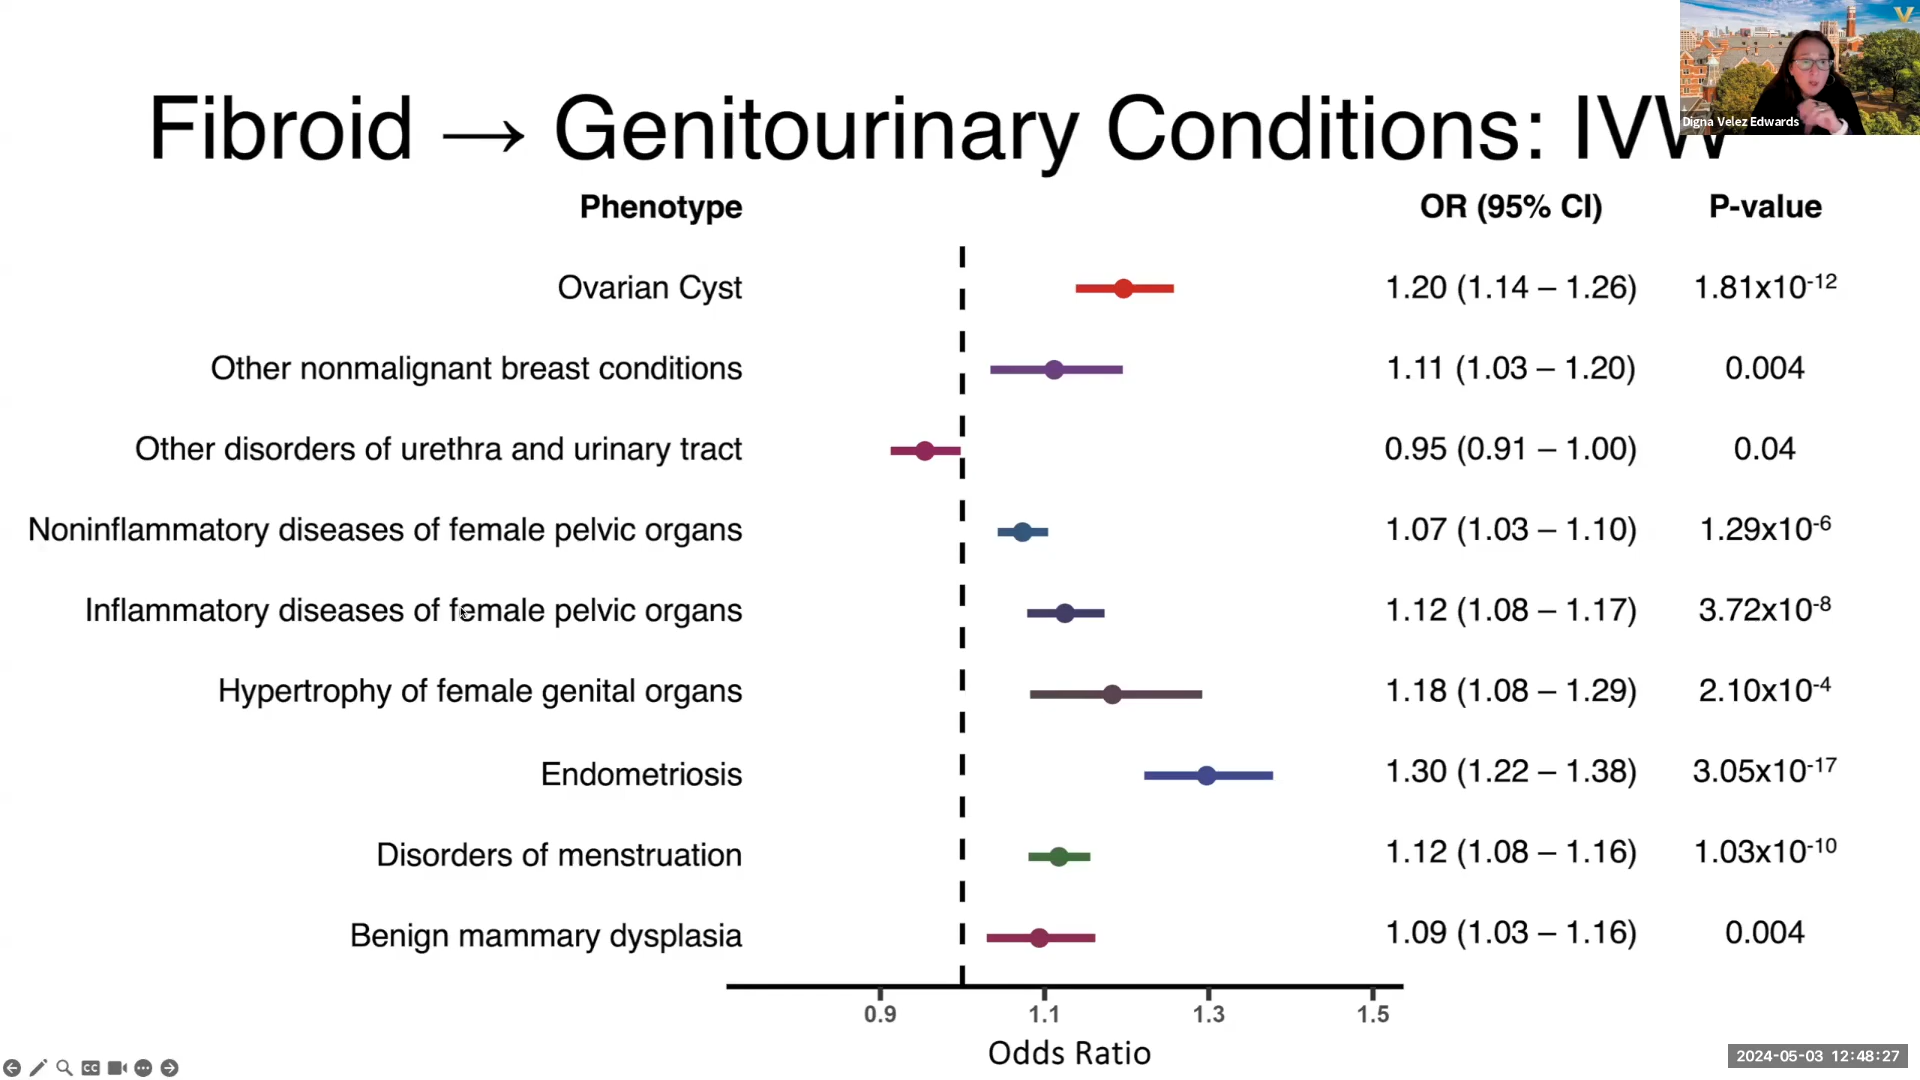 Fibroid → Genitourinary Conditions: IVW
Digna Velez Edwards
Phenotype OR (95% CI) P-value
Ovarian Cyst 1.20 (1.14 – 1.26) 1.81x10-12
Other nonmalignant breast conditions 1.11 (1.03 – 1.20) 0.004
Other disorders of urethra and urinary tract 0.95 (0.91 – 1.00) 0.04
Noninflammatory diseases of female pelvic organs 1.07 (1.03 – 1.10) 1.29x10-6
Inflammatory diseases of female pelvic organs 1.12 (1.08 – 1.17) 3.72x10-8
Hypertrophy of female genital organs 1.18 (1.08 – 1.29) 2.10x10-4
Endometriosis 1.30 (1.22 – 1.38) 3.05x10-17
Disorders of menstruation 1.12 (1.08 – 1.16) 1.03x10-10
Benign mammary dysplasia 1.09 (1.03 – 1.16) 0.004
0.9 1.1 1.3 1.5
Odds Ratio
CC
2024-05-03 12:48:27